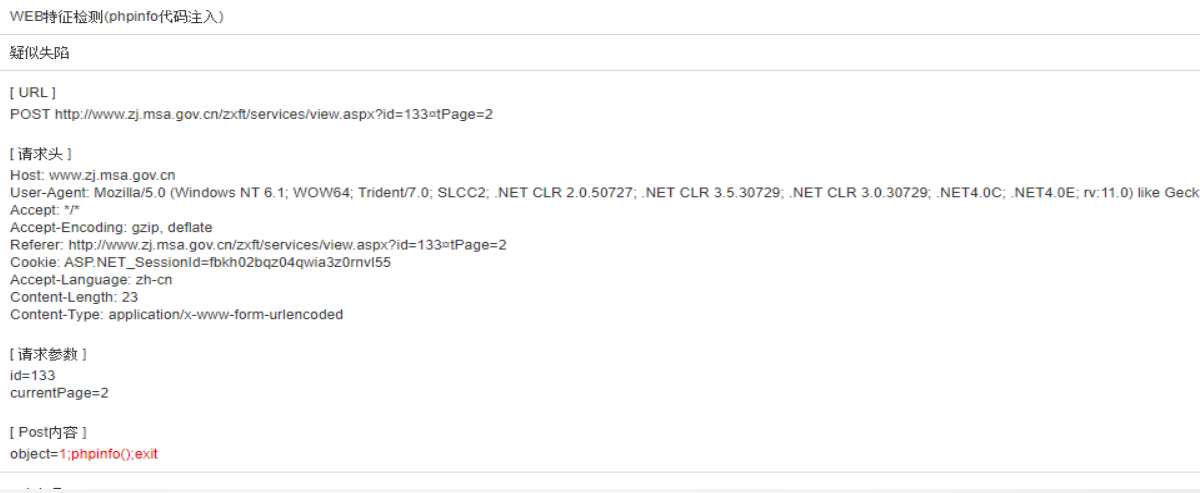 WEB特征检测(phpinfo代码注入)
疑似失陷
[ URL ]
POST http://www.zj.msa.gov.cn/zxft/services/view.aspx?id=133¤tPage=2
[ 请求头 ]
Host: www.zj.msa.gov.cn
User-Agent: Mozilla/5.0 (Windows NT 6.1; WOW64; Trident/7.0; SLCC2; .NET CLR 2.0.50727; .NET CLR 3.5.30729; .NET CLR 3.0.30729; .NET4.0C; .NET4.0E; rv:11.0) like Geck
Accept: */*
Accept-Encoding: gzip, deflate
Referer: http://www.zj.msa.gov.cn/zxft/services/view.aspx?id=133¤tPage=2
Cookie: ASP.NET_SessionId=fbkh02bqz04qwia3z0rnvl55
Accept-Language: zh-cn
Content-Length: 23
Content-Type: application/x-www-form-urlencoded
[ 请求参数 ]
id=133
currentPage=2
[ Post内容 ]
object=1;phpinfo();exit